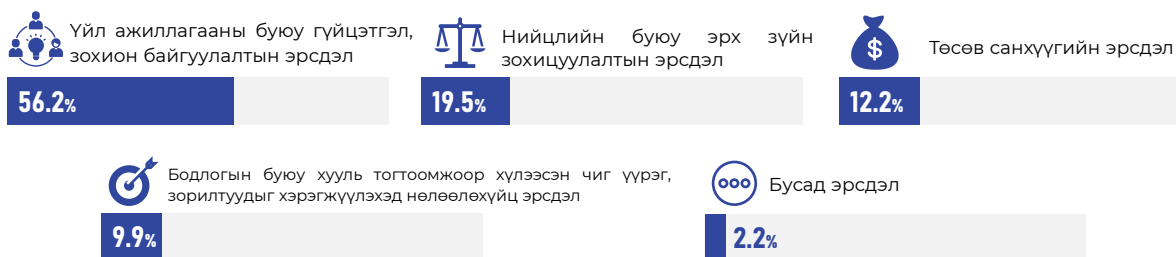 Үйл ажиллагааны буюу гүйцэтгэл,
зохион байгуулалтын эрсдэл
56.2%
Нийцлийн буюу эрх зүйн
зохицуулалтын эрсдэл
19.5%
$
Төсөв санхүүгийн эрсдэл
12.2%
Бодлогын буюу хууль тогтоомжоор хүлээсэн чиг үүрэг,
зорилтуудыг хэрэгжүүлэхэд нөлөөлөхүйц эрсдэл
9.9%
Бусад эрсдэл
2.2%